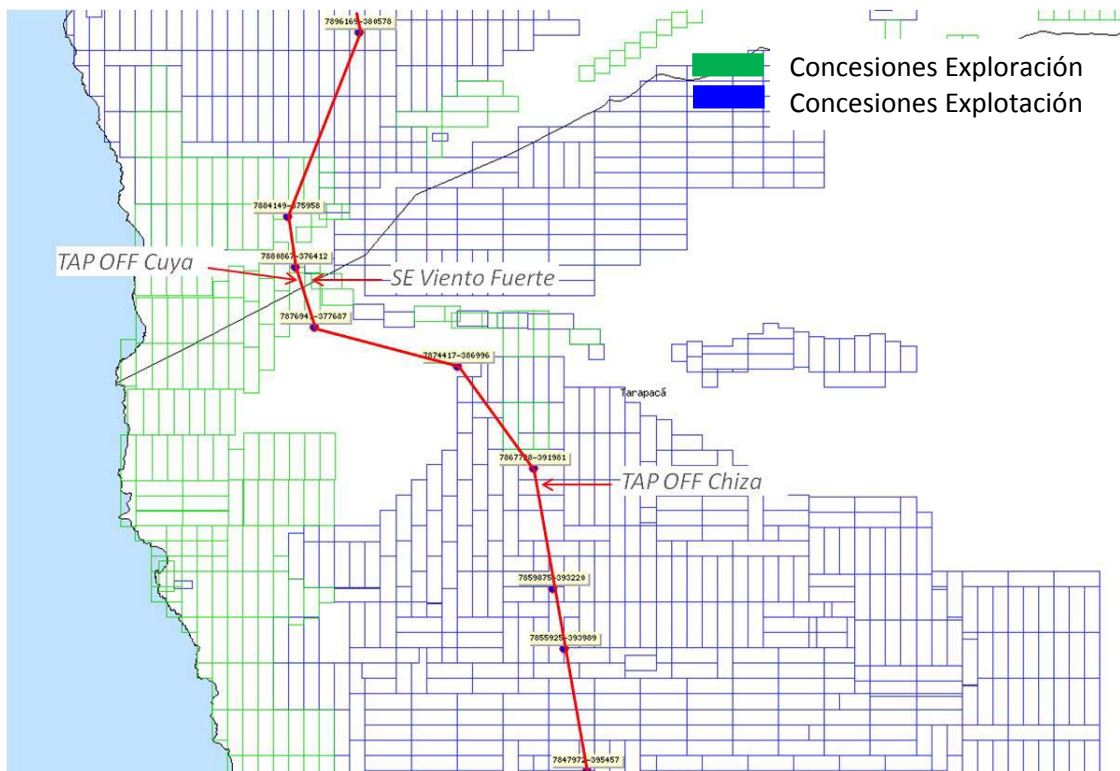 7896169-380578
Concesiones Exploración
Concesiones Explotación
7884149-375958
TAP OFF Cuya
7880867-376412
SE Viento Fuerte
7874417-386996
Tarapacá
TAP OFF Chiza
7859875-393220
7855925-393989
7847972-395457